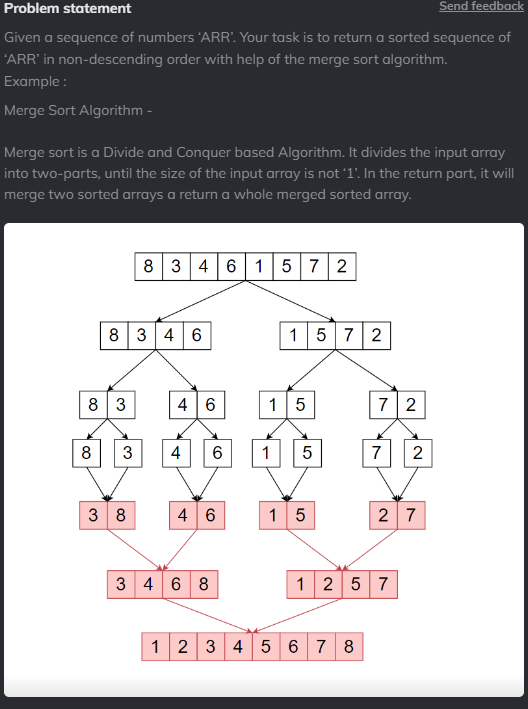 Problem statement
Send feedback
Given a sequence of numbers ‘ARR’. Your task is to return a sorted sequence of
‘ARR’ in non-descending order with help of the merge sort algorithm.
Example :
Merge Sort Algorithm -
Merge sort is a Divide and Conquer based Algorithm. It divides the input array
into two-parts, until the size of the input array is not ‘1’. In the return part, it will
merge two sorted arrays a return a whole merged sorted array.
8 3 4 6 1 5 7 2
8 3 4 6 1 5 7 2
8 3 4 6 1 5 7 2
8 3 4 6 1 5 7 2
3 8 4 6 1 5 2 7
3 4 6 8 1 2 5 7
1 2 3 4 5 6 7 8